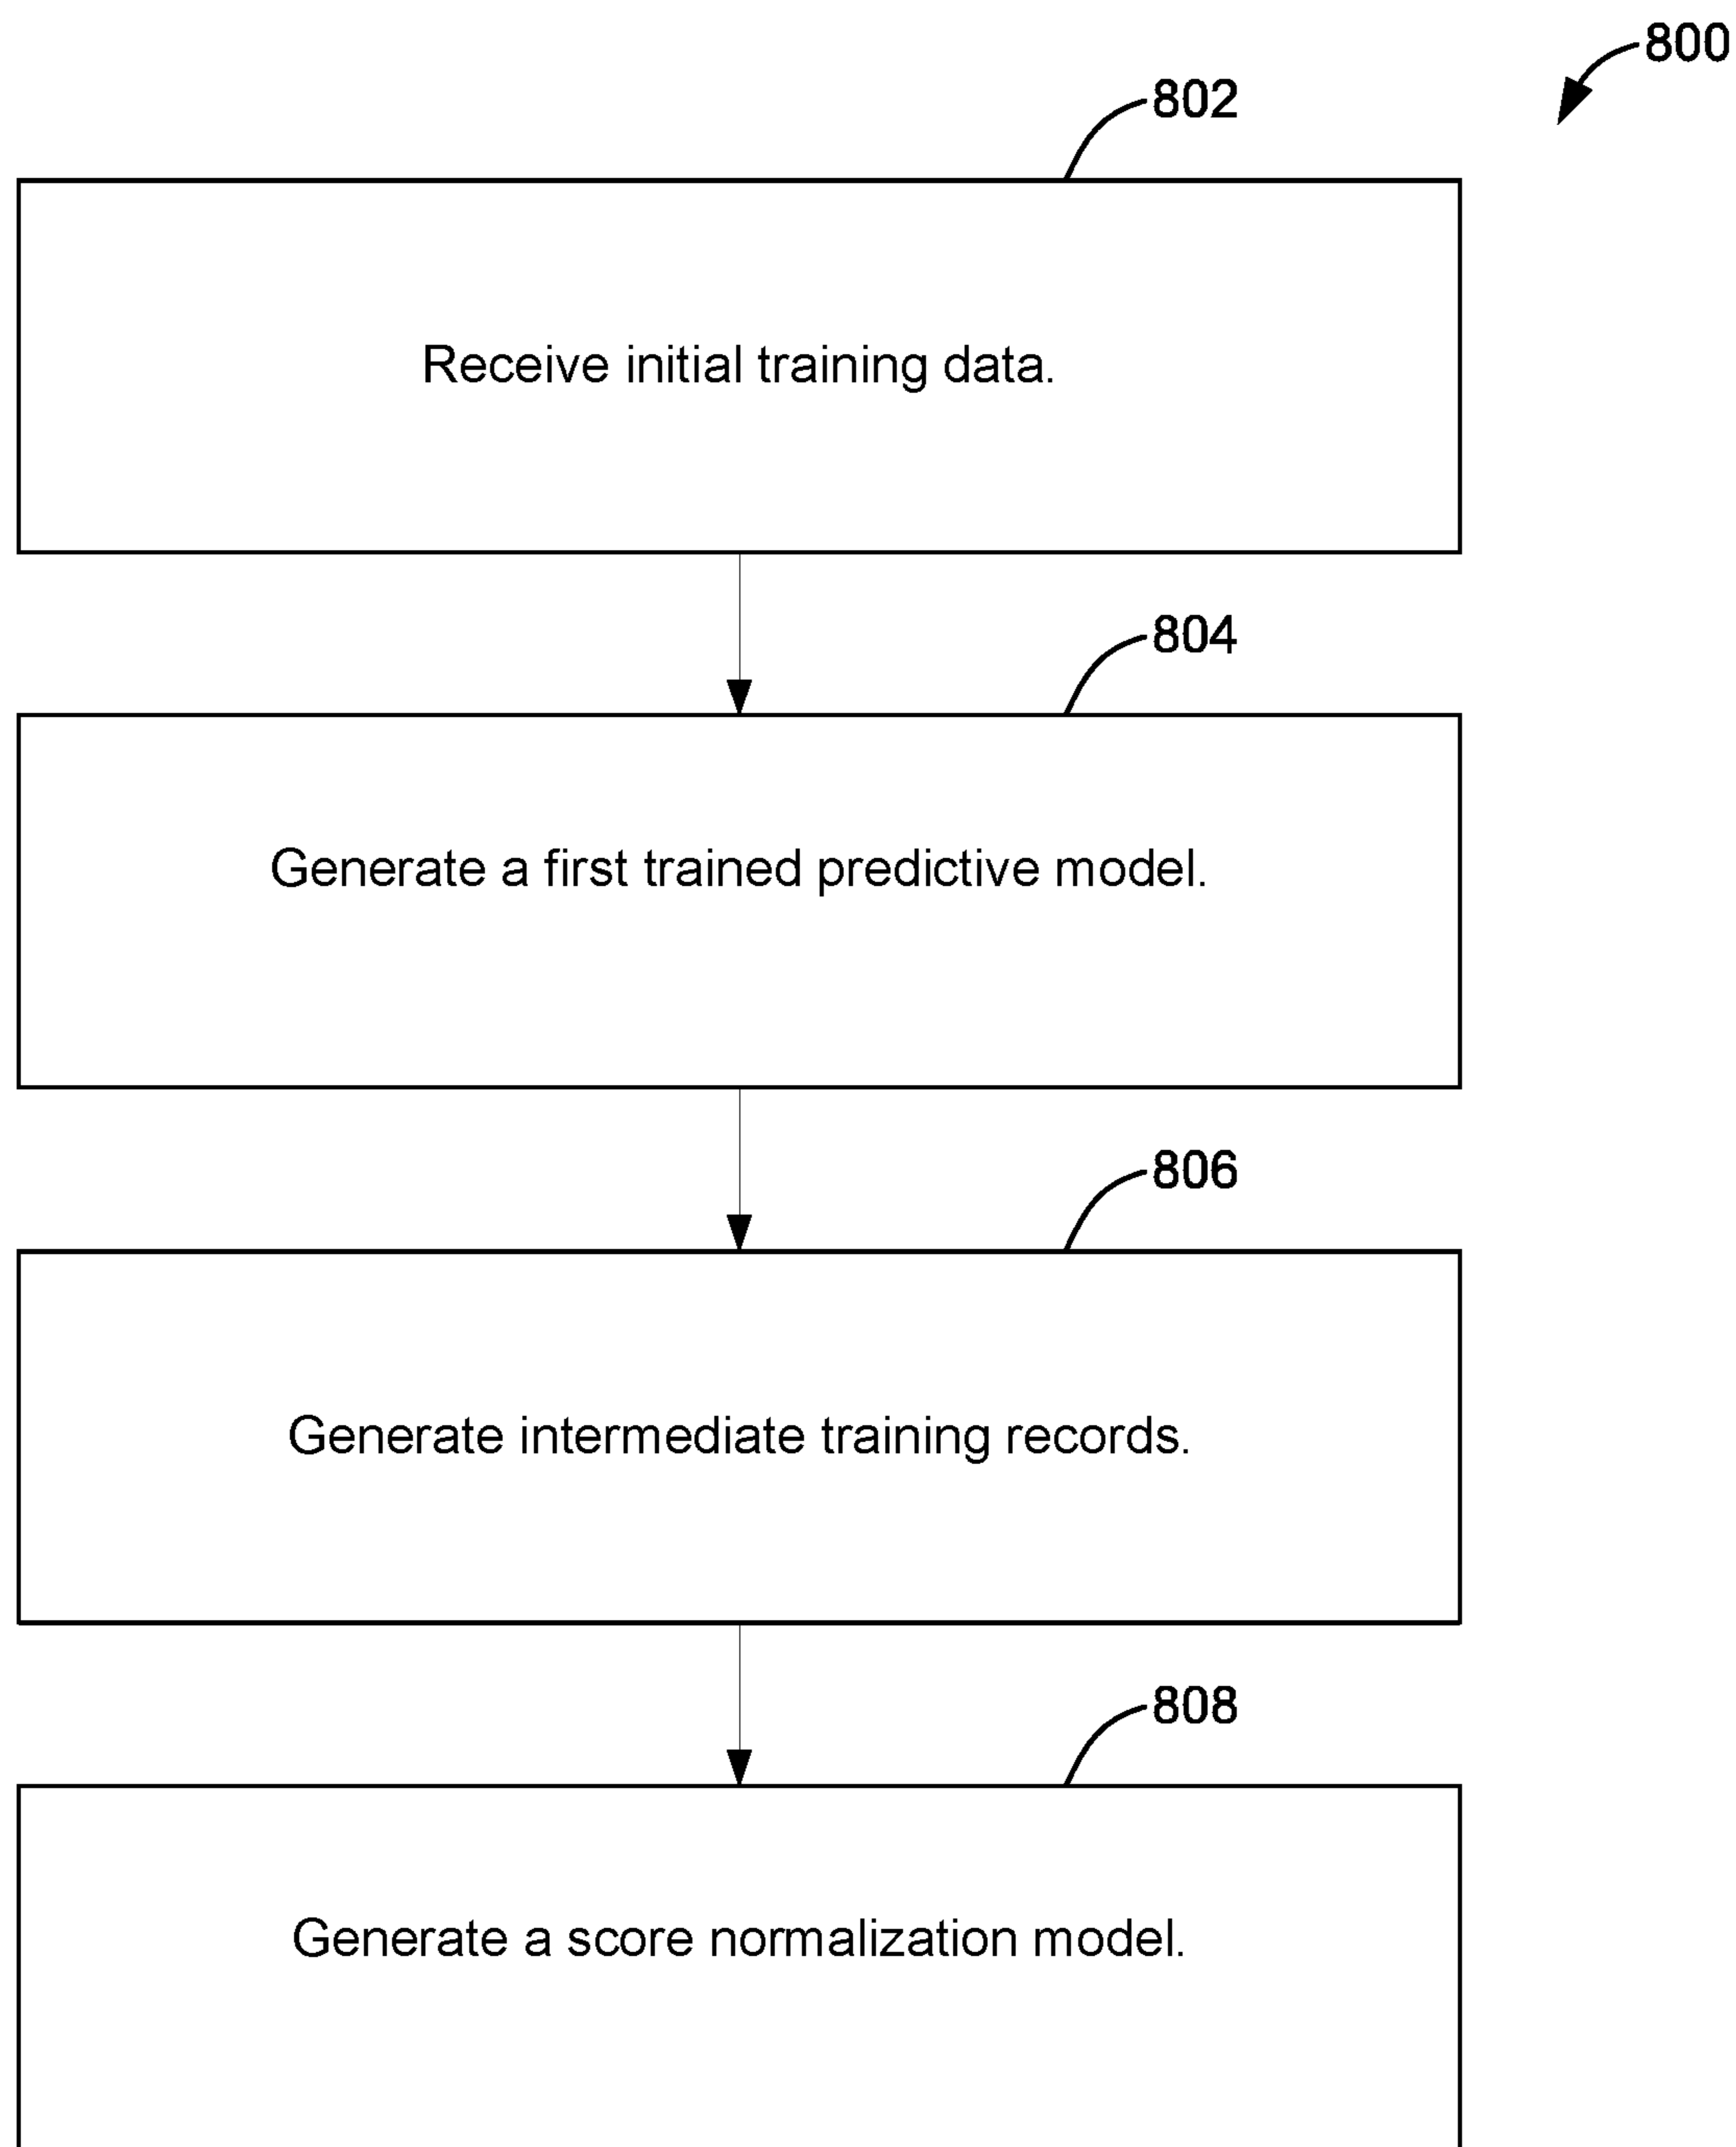 800
802
Receive initial training data.
804
Generate a first trained predictive model.
806
Generate intermediate training records.
808
Generate a score normalization model.